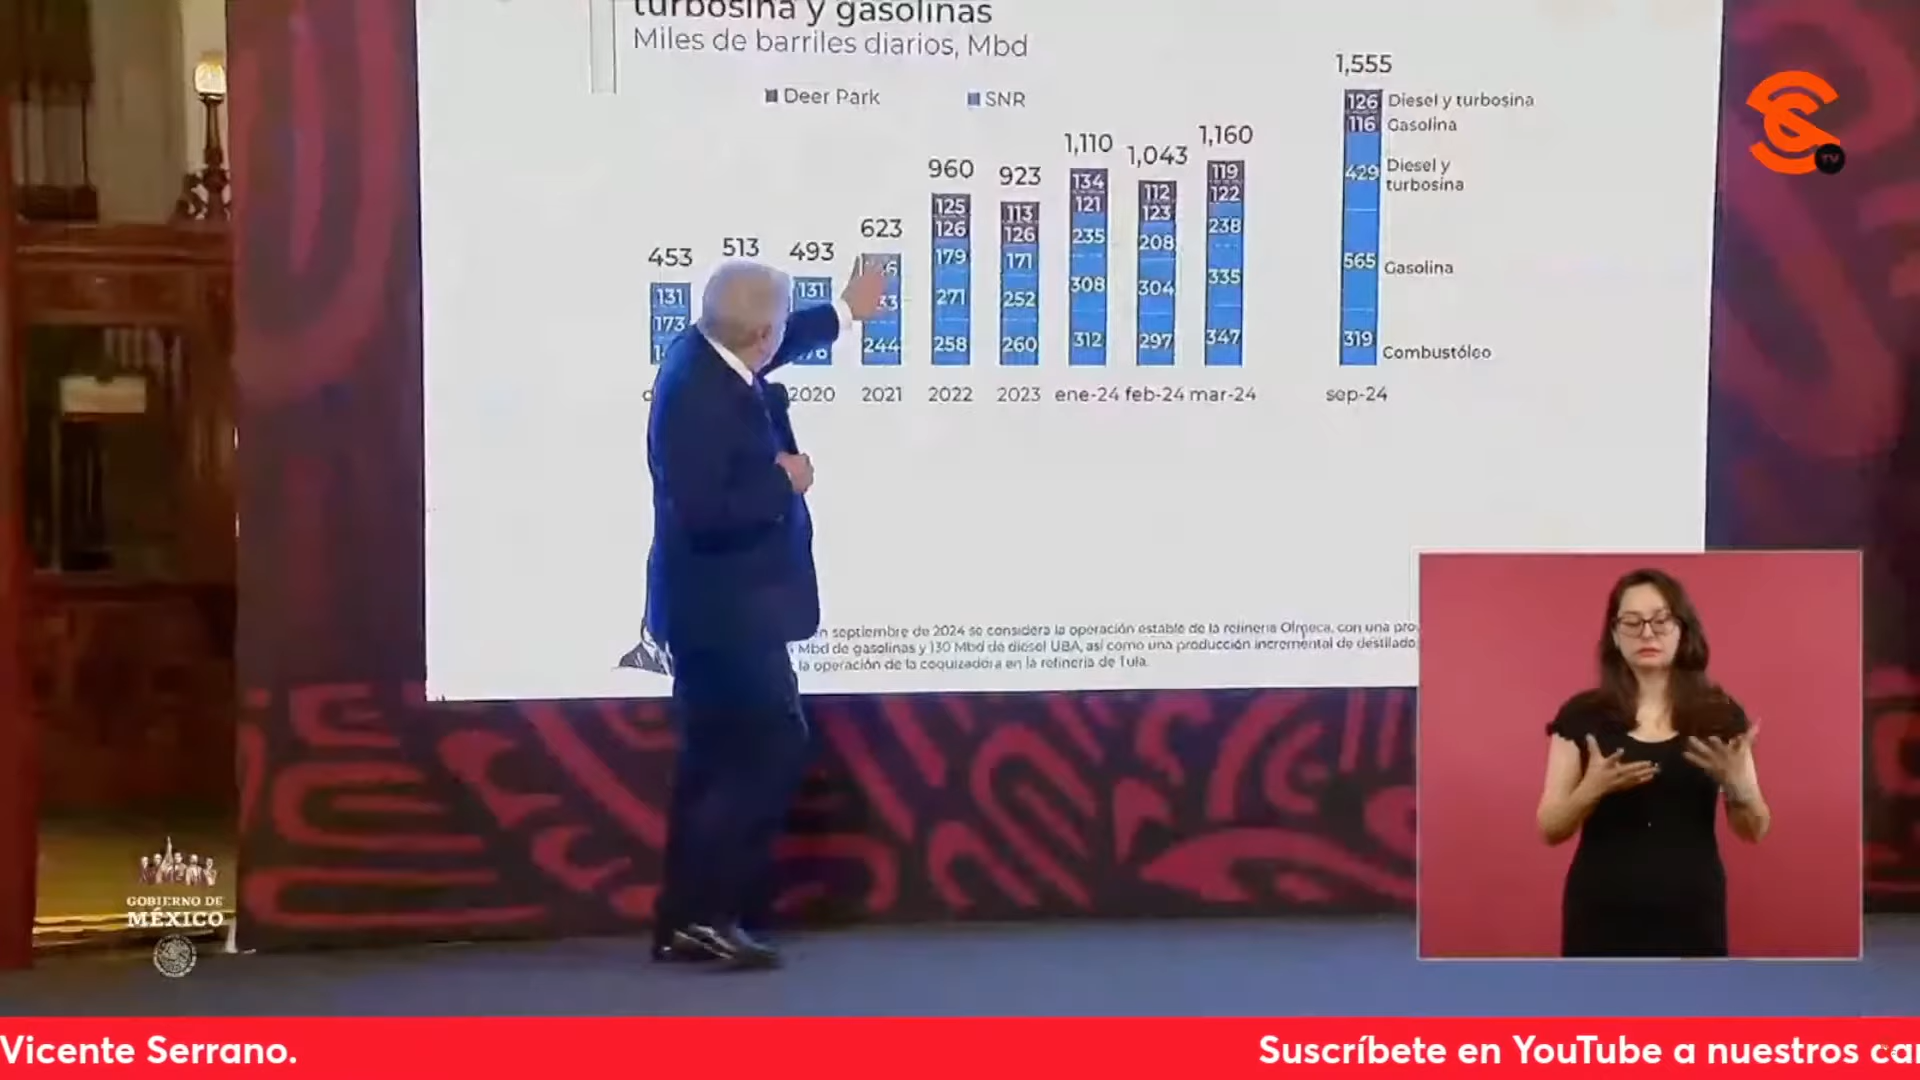 turbosina y gasolinas
Miles de barriles diarios, Mbd
Deer Park SNR
1,555
126 Diesel y turbosina
116 Gasolina
429 Diesel y
turbosina
565 Gasolina
319 Combustóleo
sep-24
453
131
173
513
493
131
2020
623
244
2021
960
125
126
179
271
258
2022
923
113
126
171
252
260
2023
1,110
134
121
235
308
312
ene-24
1,043
112
123
208
304
297
feb-24
1,160
119
122
238
335
347
mar-24
en septiembre de 2024 se considera la operación estable de la refinería Olmeca, con una
Mbd de gasolinas y 130 Mbd de diesel UBA, así como una producción incremental de destilado
la operación de la coquizadora en la refinería de Tula.
TV
GOBIERNO DE
MÉXICO
Vicente Serrano.
Suscríbete en YouTube a nuestros